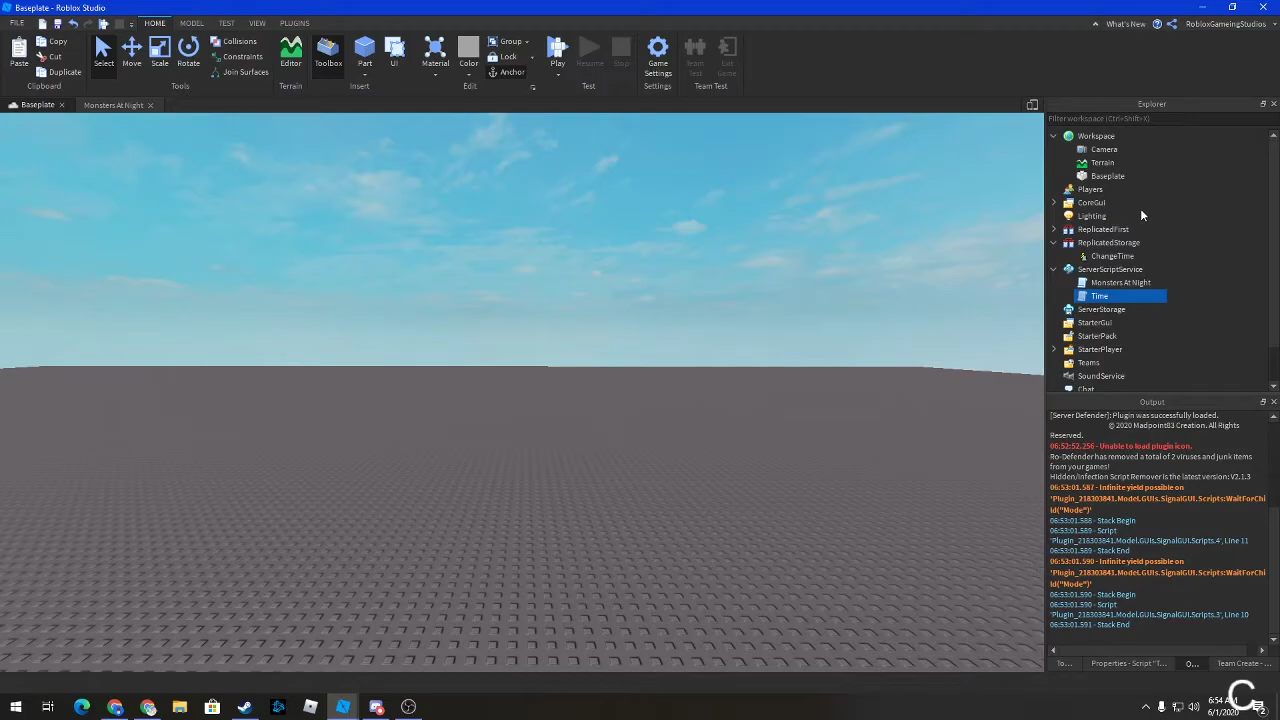 Baseplate - Roblox Studio
FILE HOME MODEL TEST VIEW PLUGINS What's New RobloxGameingStudios
Paste Copy Cut Duplicate Select Move Scale Rotate Collisions Constraints Join Surfaces Editor Toolbox Part UI Material Color Group Lock Anchor Play Resume Stop Game Settings Team Test Exit Game
Clipboard Tools Terrain Insert Edit Test Settings Team Test
Baseplate Monsters At Night
Explorer
Filter workspace (Ctrl+Shift+X)
Workspace
Camera
Terrain
Baseplate
Players
CoreGui
Lighting
ReplicatedFirst
ReplicatedStorage
ChangeTime
ServerScriptService
Monsters At Night
Time
ServerStorage
StarterGui
StarterPack
StarterPlayer
Teams
SoundService
Chat
Output
[Server Defender]: Plugin was successfully loaded.
© 2020 Madpoint83 Creation. All Rights
Reserved.
06:52:52.256 - Unable to load plugin icon.
Ro-Defender has removed a total of 2 viruses and junk items
from your games!
Hidden/Infection Script Remover is the latest version: V2.1.3
06:53:01.587 - Infinite yield possible on
'Plugin_218303841.Model.GUIs.SignalGUI.Scripts:WaitForChi
ld("Mode")'
06:53:01.588 - Stack Begin
06:53:01.589 - Script
'Plugin_218303841.Model.GUIs.SignalGUI.Scripts.4', Line 11
06:53:01.589 - Stack End
06:53:01.590 - Infinite yield possible on
'Plugin_218303841.Model.GUIs.SignalGUI.Scripts:WaitForChi
ld("Mode")'
06:53:01.590 - Stack Begin
06:53:01.590 - Script
'Plugin_218303841.Model.GUIs.SignalGUI.Scripts.3', Line 10
06:53:01.591 - Stack End
To... Properties - Script "T... O... Team Create - ...
6:54
6/1/2020
2